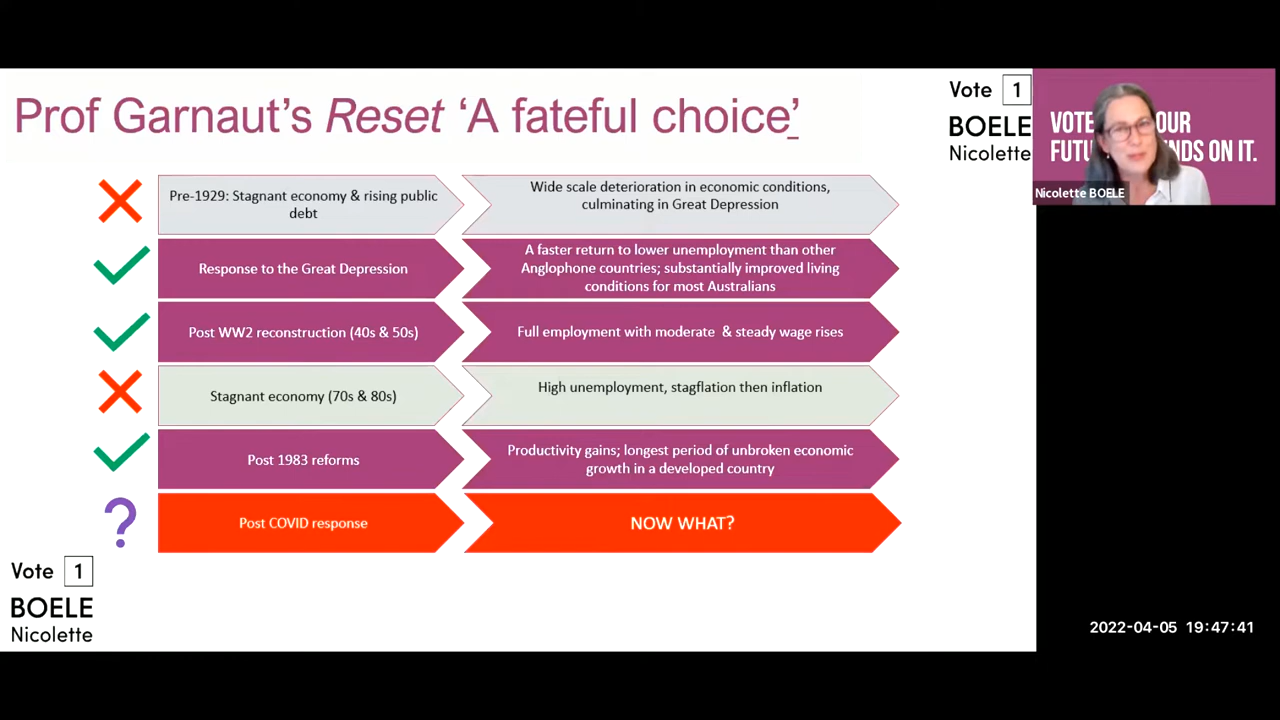 Prof Garnaut's Reset 'A fateful choice'
Vote 1
BOELE
Nicolette
VOTE OUR
FUTU NDS ON IT.
Nicolette BOELE
Pre-1929: Stagnant economy & rising public
debt
Wide scale deterioration in economic conditions,
culminating in Great Depression
Response to the Great Depression
A faster return to lower unemployment than other
Anglophone countries; substantially improved living
conditions for most Australians
Post WW2 reconstruction (40s & 50s)
Full employment with moderate & steady wage rises
Stagnant economy (70s & 80s)
High unemployment, stagflation then inflation
Post 1983 reforms
Productivity gains; longest period of unbroken economic
growth in a developed country
?
Post COVID response
NOW WHAT?
Vote 1
BOELE
Nicolette
2022-04-05 19:47:41